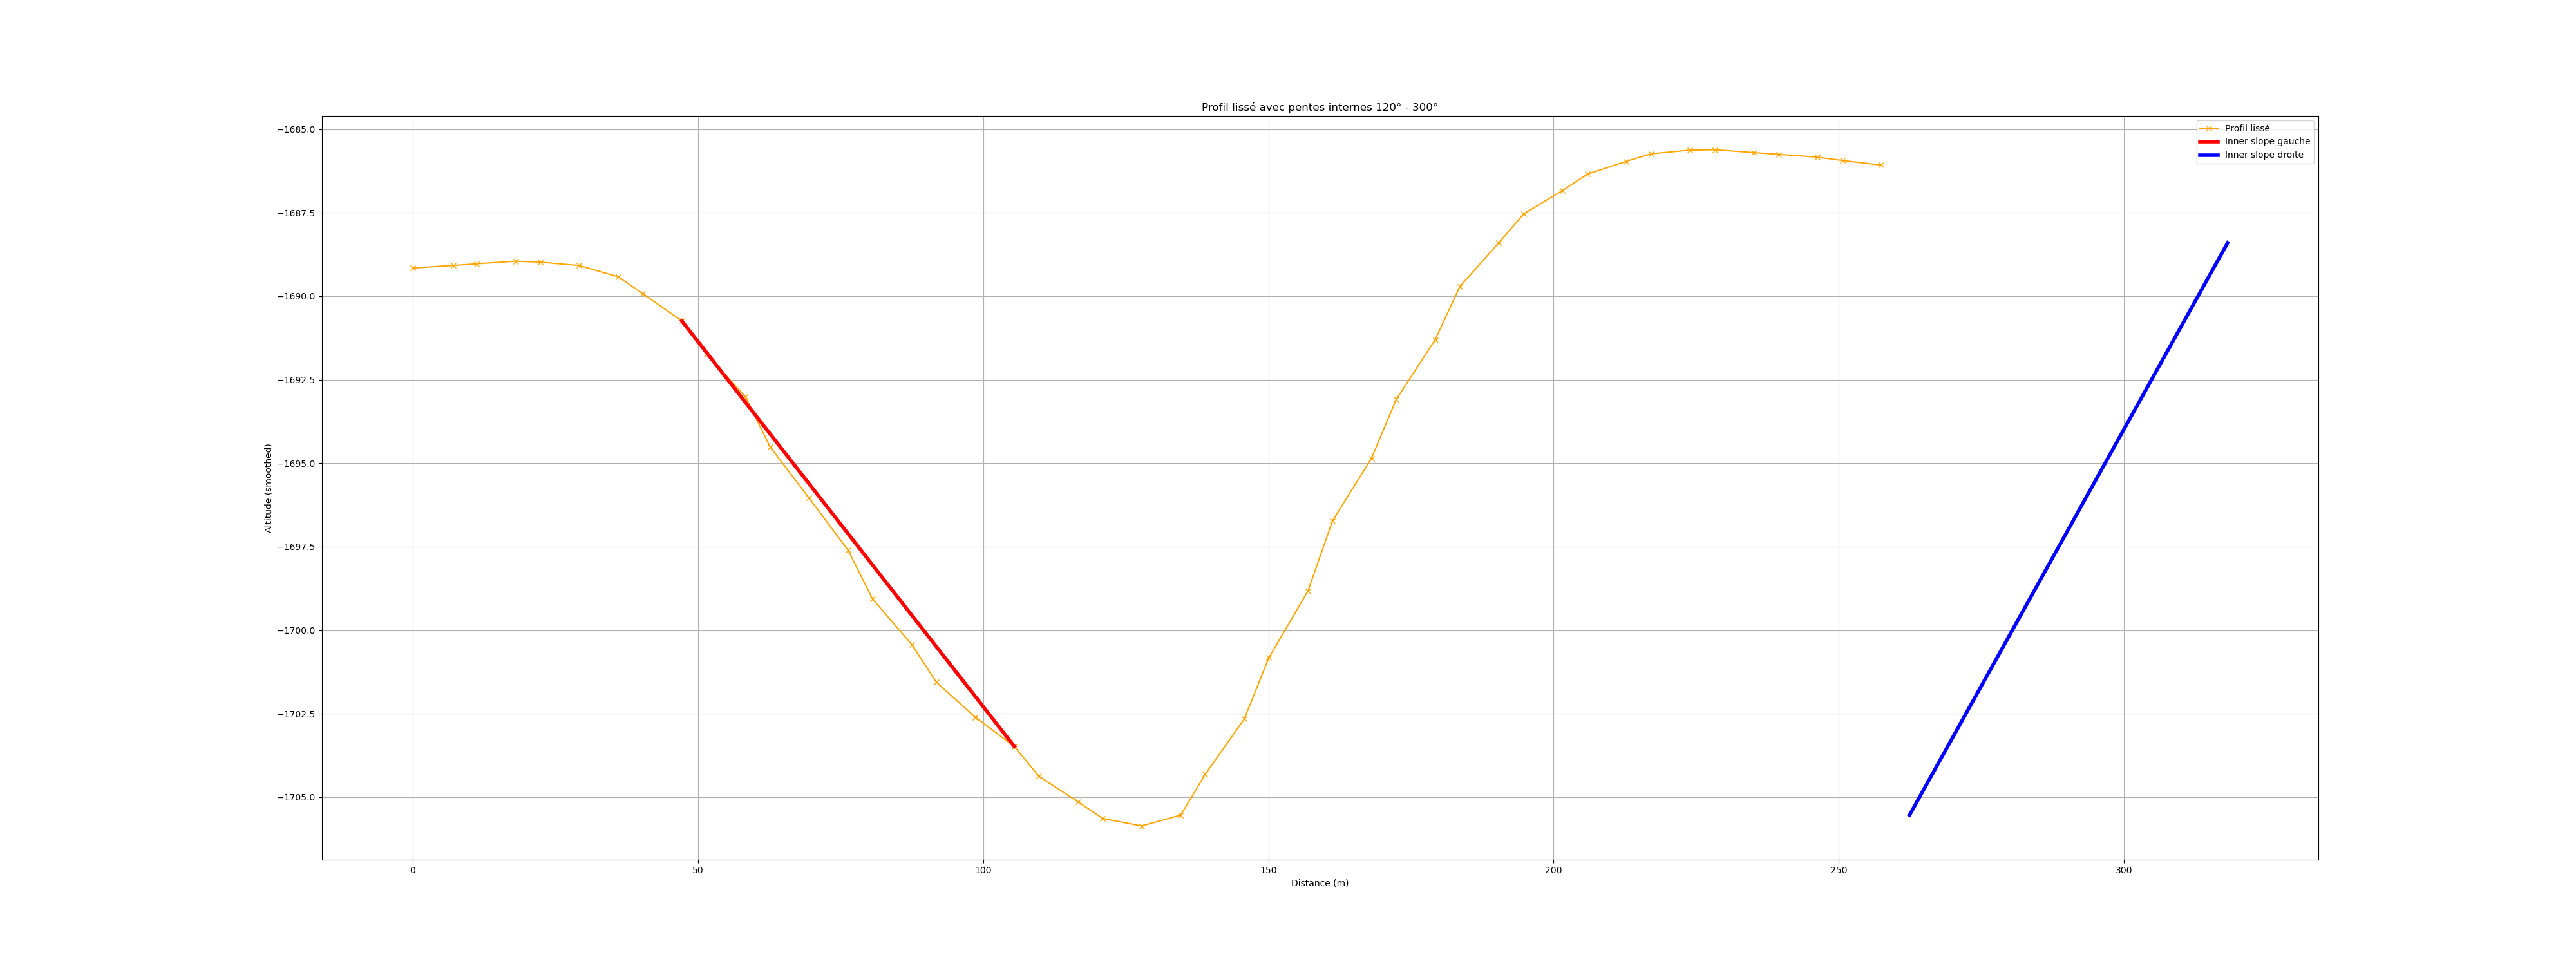 Profil lissé avec pentes internes 120° - 300°
Profil lissé
Inner slope gauche
Inner slope droite
Altitude (smoothed)
−1685.0
−1687.5
−1690.0
−1692.5
−1695.0
−1697.5
−1700.0
−1702.5
−1705.0
0 50 100 150 200 250 300
Distance (m)